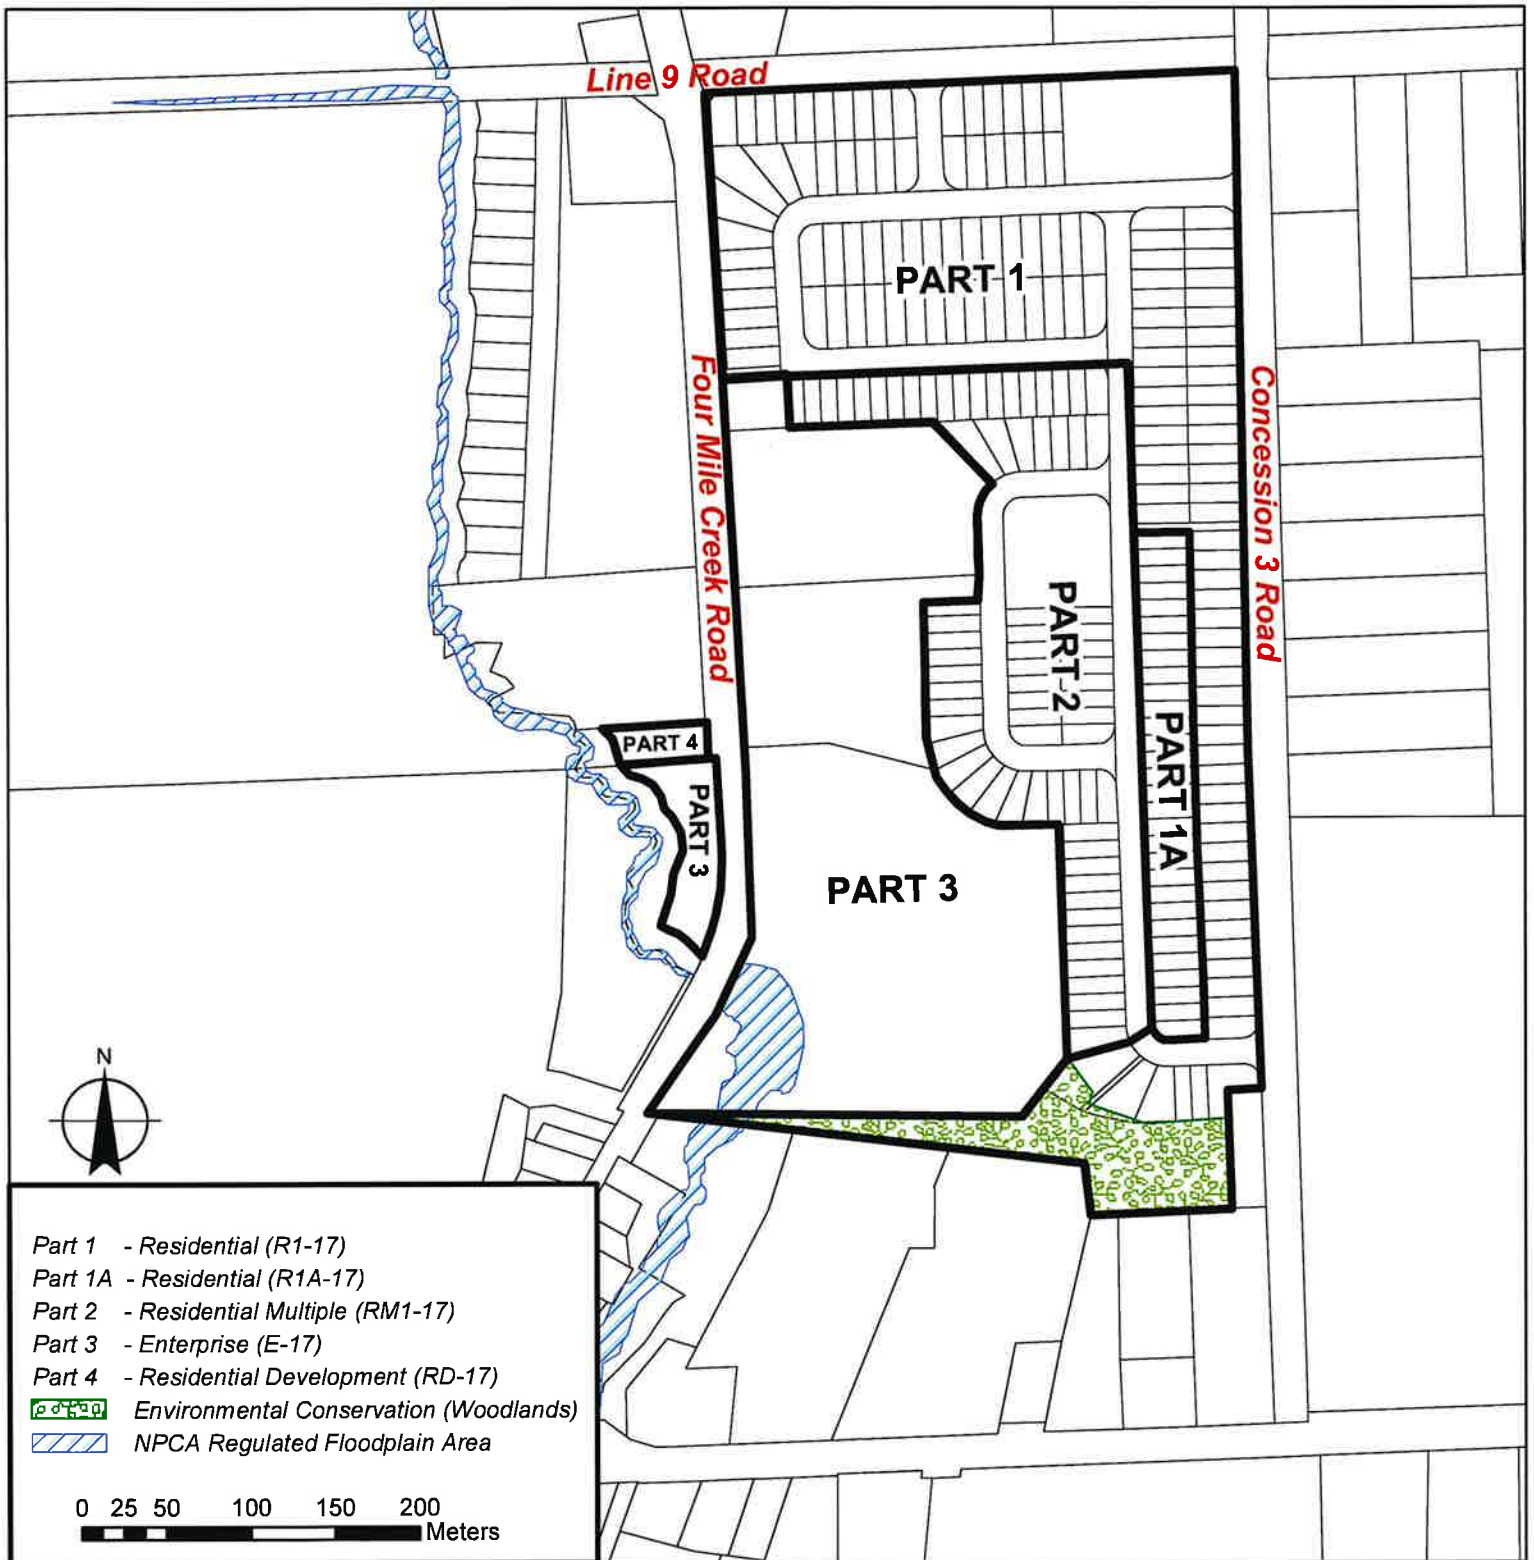 Line 9 Road
PART 1
Four Mile Creek Road
Concession 3 Road
PART 2
PART 1A
PART 4
PART 3
PART 3
N
Part 1 - Residential (R1-17)
Part 1A - Residential (R1A-17)
Part 2 - Residential Multiple (RM1-17)
Part 3 - Enterprise (E-17)
Part 4 - Residential Development (RD-17)
Environmental Conservation (Woodlands)
NPCA Regulated Floodplain Area
0 25 50 100 150 200
Meters